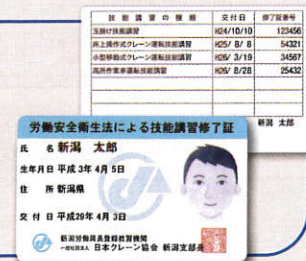 技能講習の種類 交付日 修了証番号
玉掛け技能講習 H24/10/10 123456
床上操作式クレーン運転技能講習 H25/ 8/ 8 54321
小型移動式クレーン運転技能講習 H26/ 3/19 34567
高所作業車運転技能講習 H26/ 8/28 25432
新潟 太郎
労働安全衛生法による技能講習修了証
氏 名 新潟 太郎
生年月日 平成 3年 4月 5日
住 所 新潟県
交付日 平成29年 4月 3日
新潟労働局長登録教習機関
一般社団法人 日本クレーン協会 新潟支部長